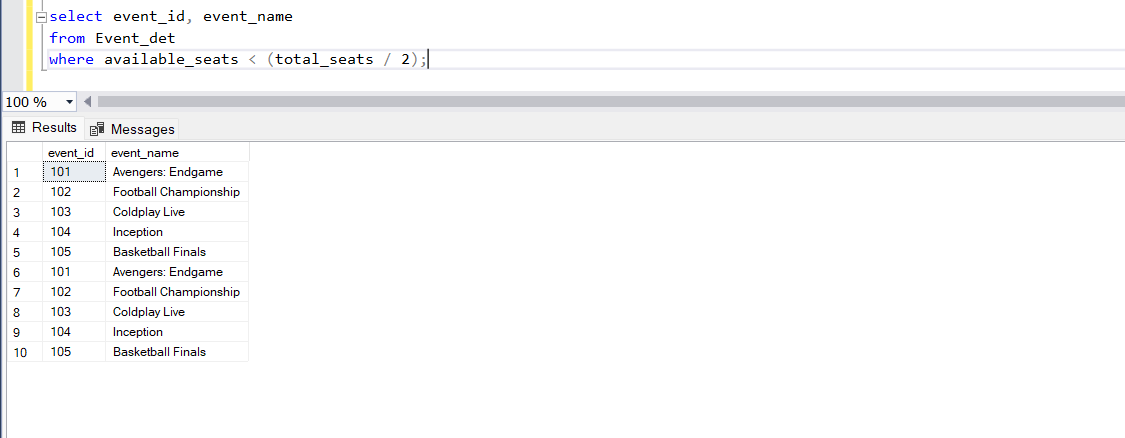 select event_id, event_name
from Event_det
where available_seats < (total_seats / 2);
100 %
Results Messages
event_id event_name
1 101 Avengers: Endgame
2 102 Football Championship
3 103 Coldplay Live
4 104 Inception
5 105 Basketball Finals
6 101 Avengers: Endgame
7 102 Football Championship
8 103 Coldplay Live
9 104 Inception
10 105 Basketball Finals